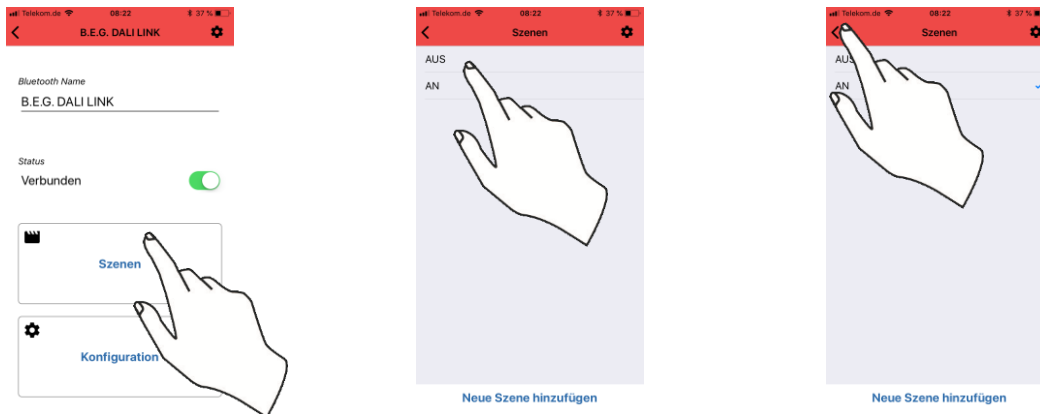 Telekom.de 08:22 37 %
B.E.G. DALI LINK
Bluetooth Name
B.E.G. DALI LINK
Status
Verbunden
Szenen
Konfiguration
Telekom.de 08:22 37 %
Szenen
AUS
AN
Neue Szene hinzufügen
Telekom.de 08:22 37 %
Szenen
AUS
AN
Neue Szene hinzufügen